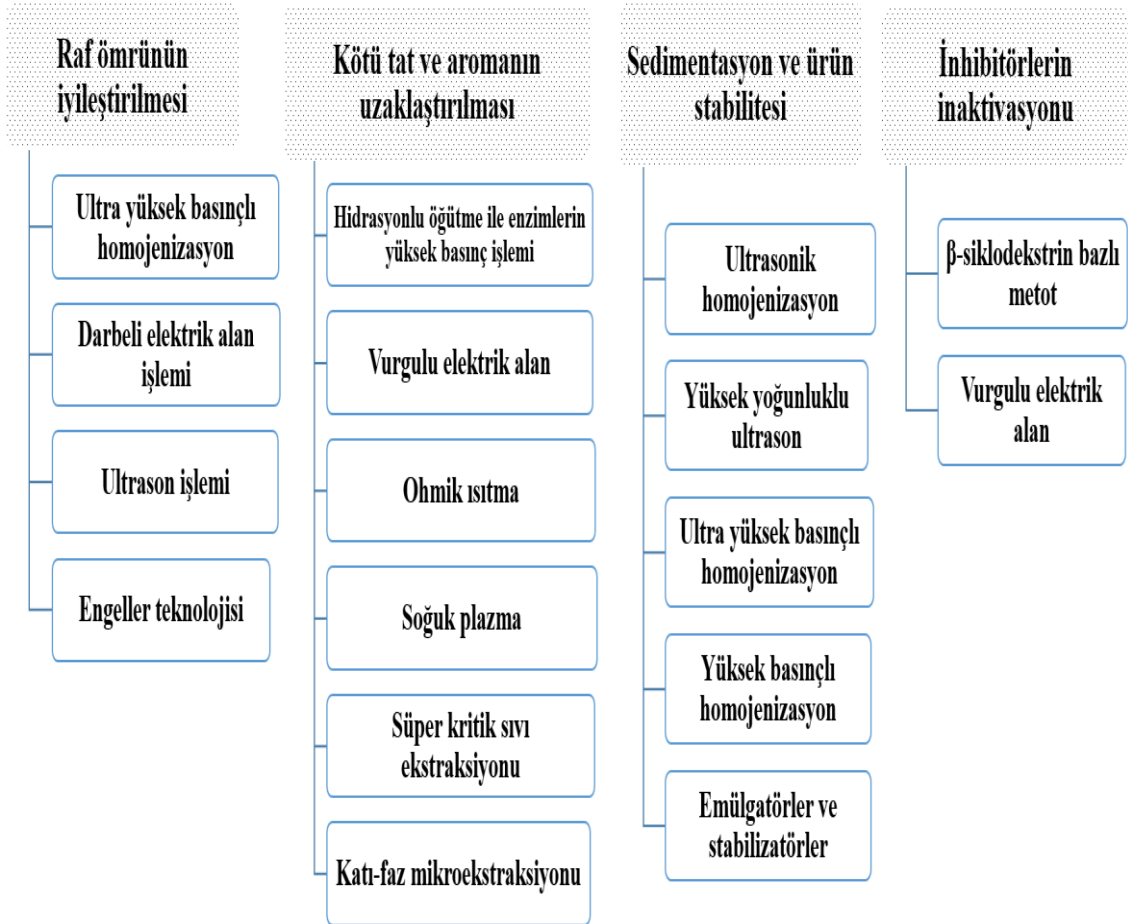 Raf ömrünün
iyileştirilmesi
Ultra yüksek basınçlı
homojenizasyon
Darbeli elektrik alan
işlemi
Ultrason işlemi
Engeller teknolojisi
Kötü tat ve aromanın
uzaklaştırılması
Hidrasyonlu öğütme ile enzimlerin
yüksek basınç işlemi
Vurgulu elektrik alan
Ohmik ısıtma
Soğuk plazma
Süper kritik sıvı
ekstraksiyonu
Katı-faz mikroekstraksiyonu
Sedimentasyon ve ürün
stabilitesi
Ultrasonik
homojenizasyon
Yüksek yoğunluklu
ultrason
Ultra yüksek basınçlı
homojenizasyon
Yüksek basınçlı
homojenizasyon
Emülgatörler ve
stabilizatörler
İnhibitörlerin
inaktivasyonu
β-siklodekstrin bazlı
metot
Vurgulu elektrik
alan